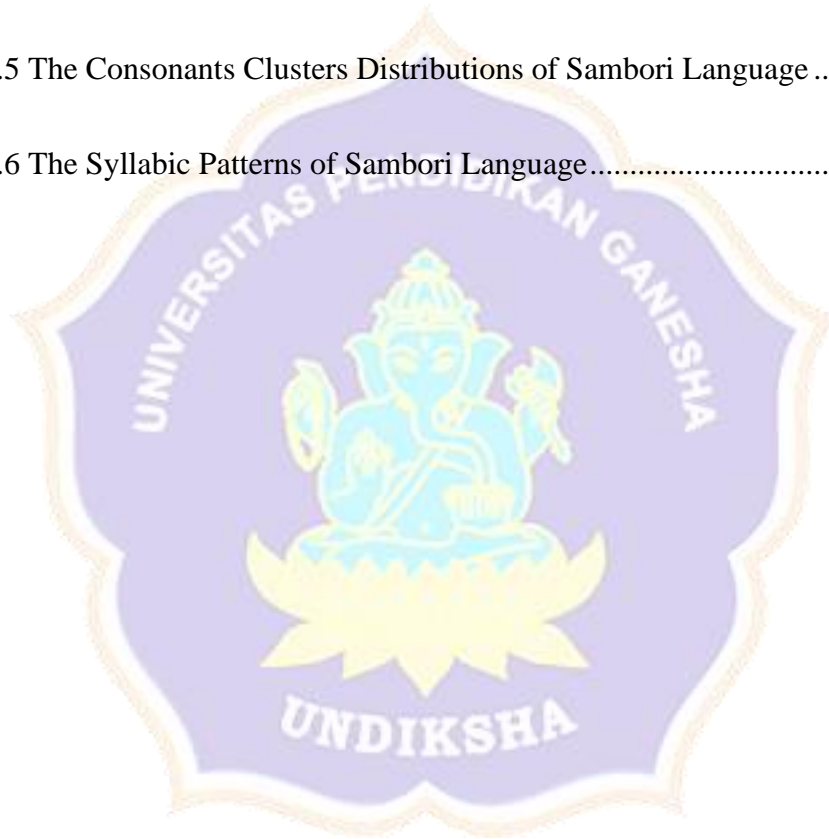 .5 The Consonants Clusters Distributions of Sambori Language ..
.6 The Syllabic Patterns of Sambori Language.............................
UNIVERSITAS PENDIDIKAN GANESHA
UNDIKSHA